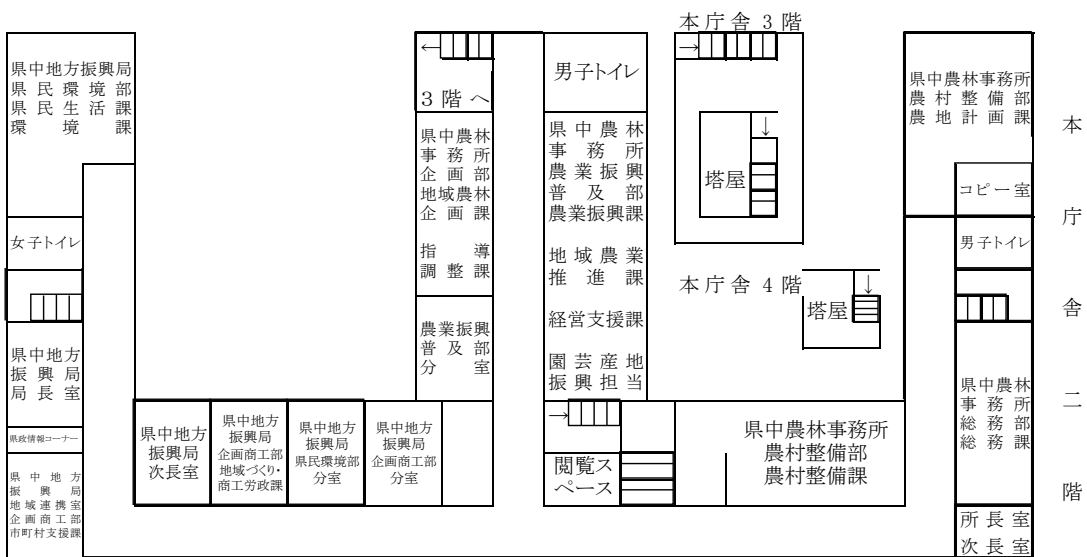 県中地方振興局
県民環境部
県民生活課
環境課
女子トイレ
県中地方
振興局
局長室
県政情報コーナー
県中地方
振興局
地域連携室
企画商工部
市町村支援課
県中地方
振興局
次長室
県中地方
振興局
企画商工部
地域づくり・
商工労政課
県中地方
振興局
県民環境部
分室
県中地方
振興局
企画商工部
分室
←
3階へ
県中農林
事務所
企画部
地域農林
企画課
指導
調整課
農業振興
普及部
分室
男子トイレ
県中農林
事務所
農業振興
普及部
農業振興課
地域農業
推進課
経営支援課
園芸産地
振興担当
→
閲覧ス
ペース
県中農林事務所
農村整備部
農村整備課
本庁舎3階
→
↓
塔屋
本庁舎4階
↓
塔屋
県中農林事務所
農村整備部
農地計画課
コピー室
男子トイレ
県中農林
事務所
総務部
総務課
所長室
次長室
本庁舎二階